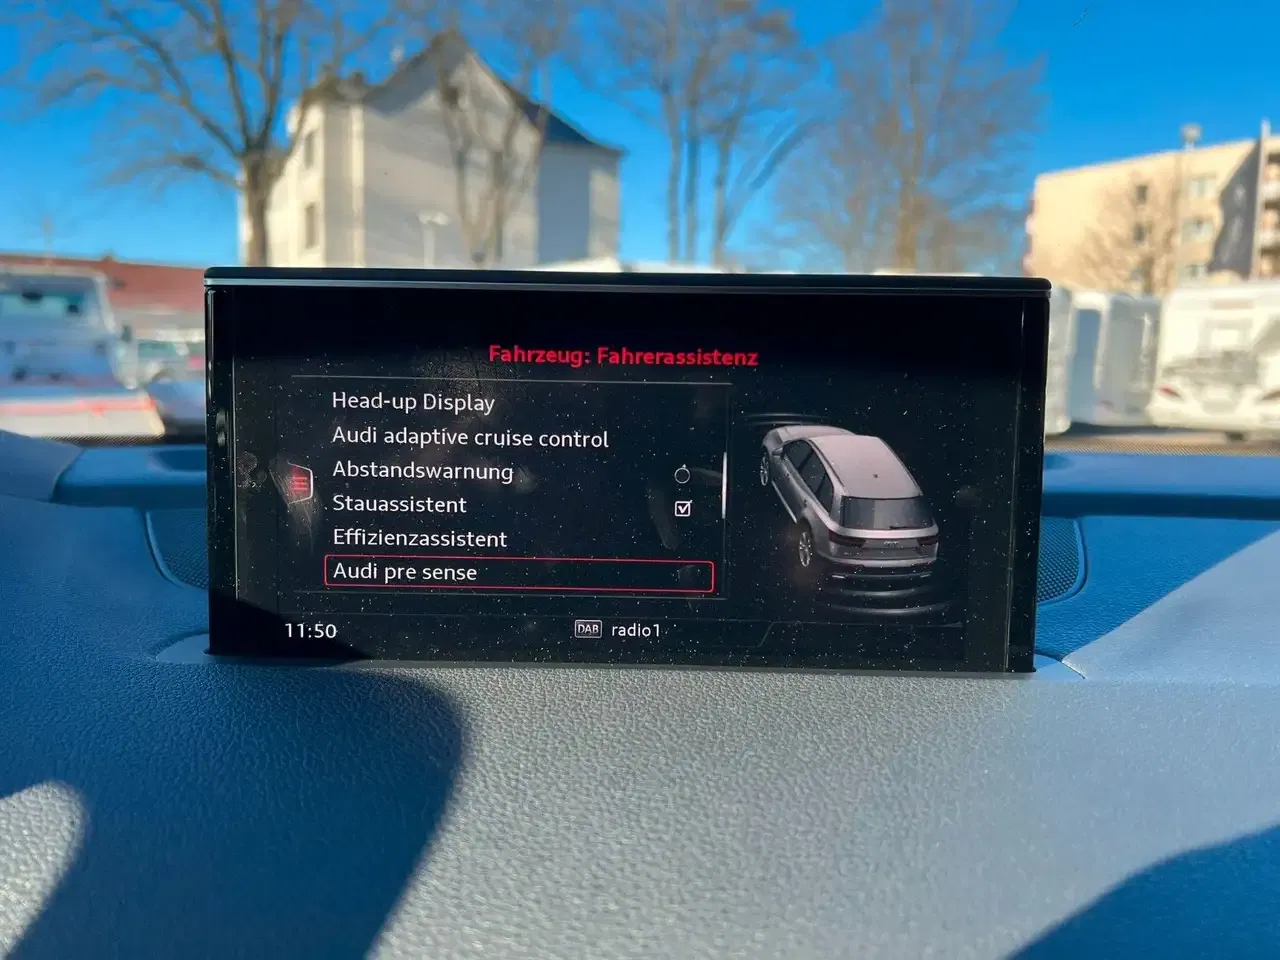 Fahrzeug: Fahrerassistenz
Head-up Display
Audi adaptive cruise control
Abstandswarnung
Stauassistent
Effizienzassistent
Audi pre sense
11:50
DAB radio1